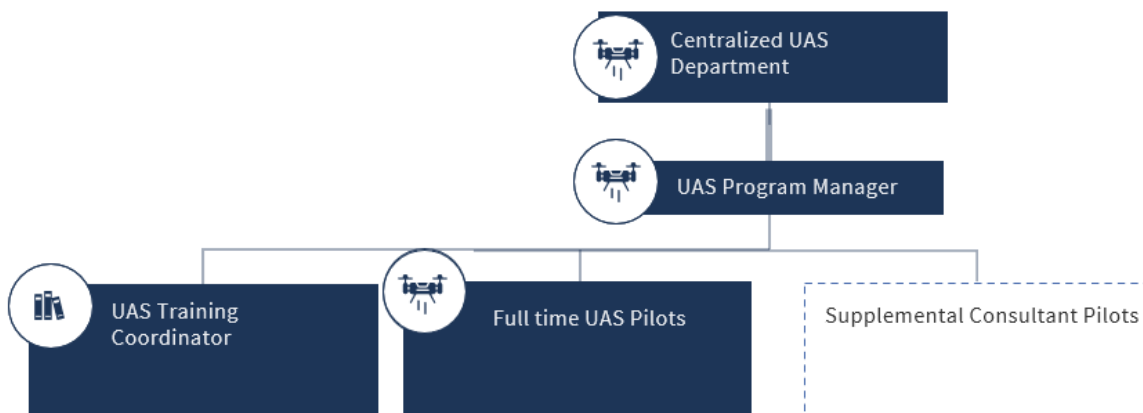 Centralized UAS
Department
UAS Program Manager
UAS Training
Coordinator
Full time UAS Pilots
Supplemental Consultant Pilots